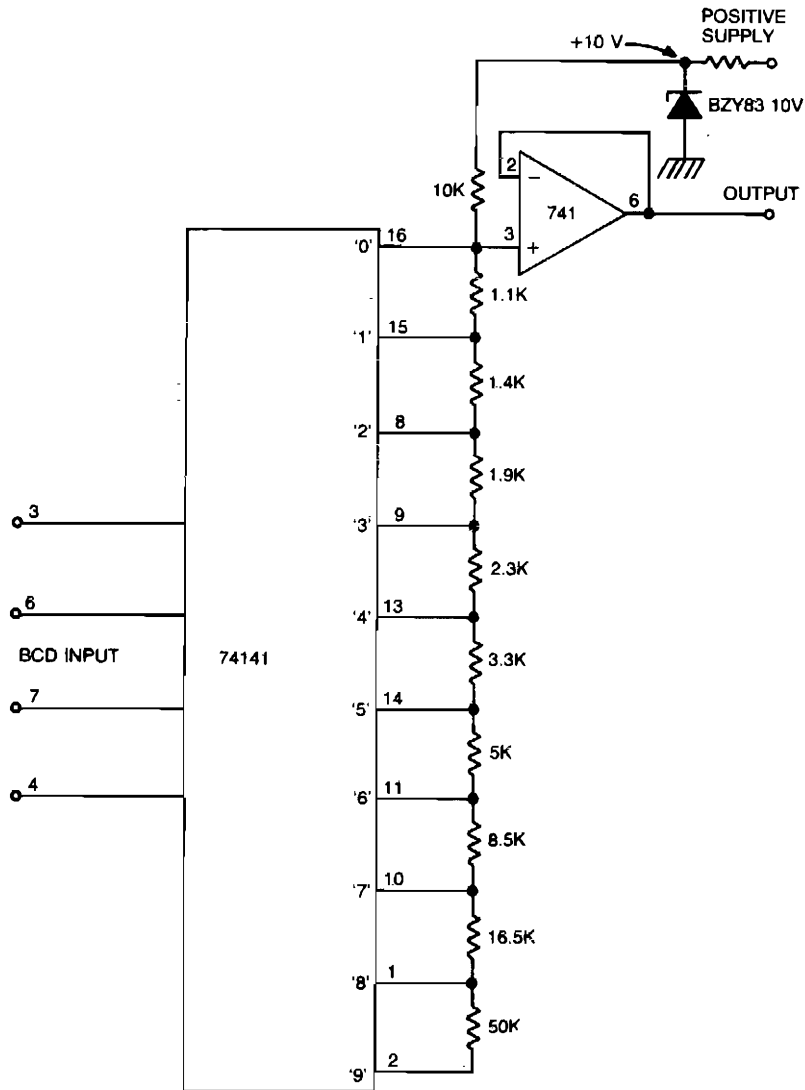 POSITIVE
SUPPLY
+10 V
BZY83 10V
2
−
10K
741
6
OUTPUT
3
+
'0'
16
1.1K
'1'
15
1.4K
'2'
8
1.9K
'3'
9
3
2.3K
'4'
13
6
BCD INPUT
74141
3.3K
'5'
14
7
5K
'6'
11
4
8.5K
'7'
10
16.5K
'8'
1
50K
'9'
2